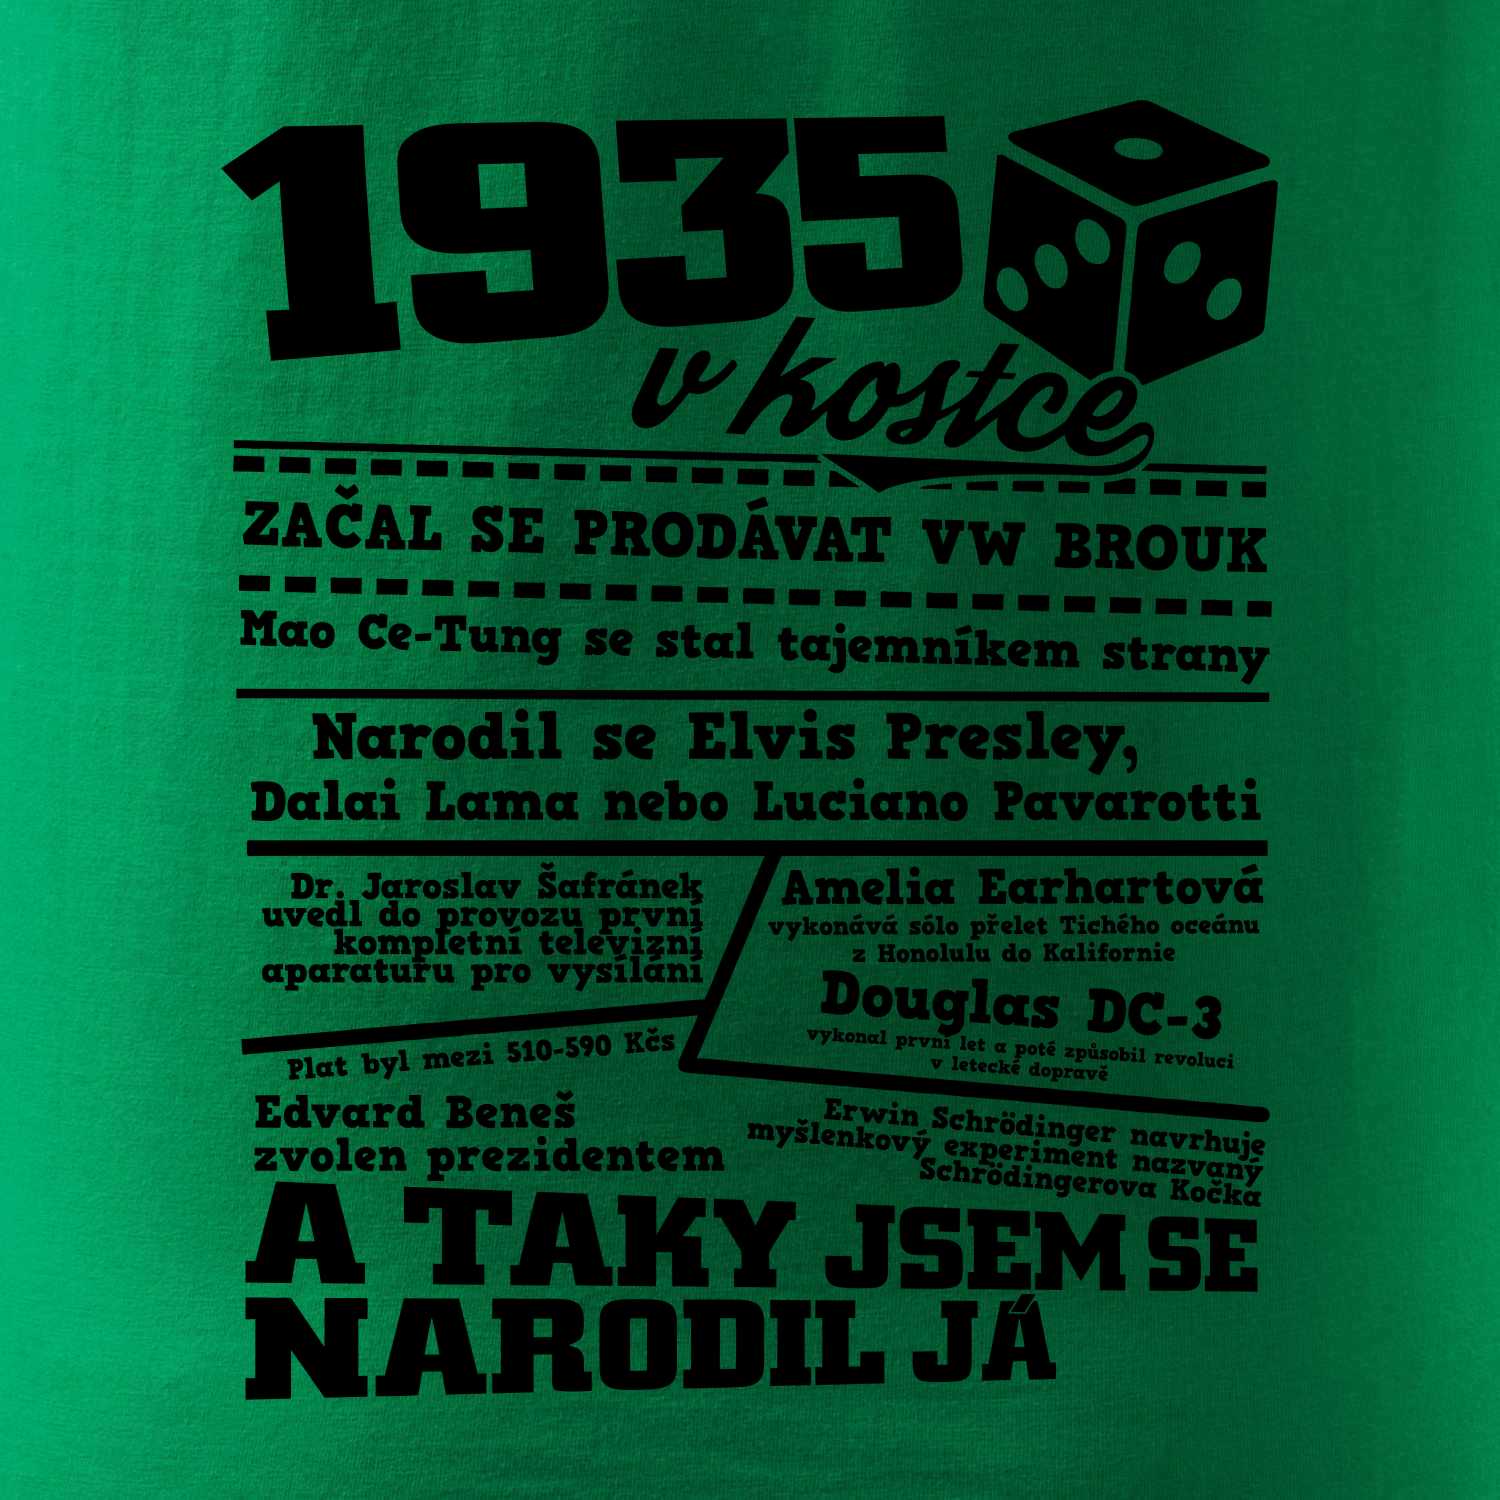 1935
v kostce
ZAČAL SE PRODÁVAT VW BROUK
Mao Ce-Tung se stal tajemníkem strany
Narodil se Elvis Presley,
Dalai Lama nebo Luciano Pavarotti
Dr. Jaroslav Šafránek
uvedl do provozu první
kompletní televizní
aparaturu pro vysílání
Plat byl mezi 510-590 Kčs
Edvard Beneš
zvolen prezidentem
Amelia Earhartová
vykonává sólo přelet Tichého oceánu
z Honolulu do Kalifornie
Douglas DC-3
vykonal první let a poté způsobil revoluci
v letecké dopravě
Erwin Schrödinger navrhuje
myšlenkový experiment nazvaný
Schrödingerova Kočka
A TAKY JSEM SE
NARODIL JÁ